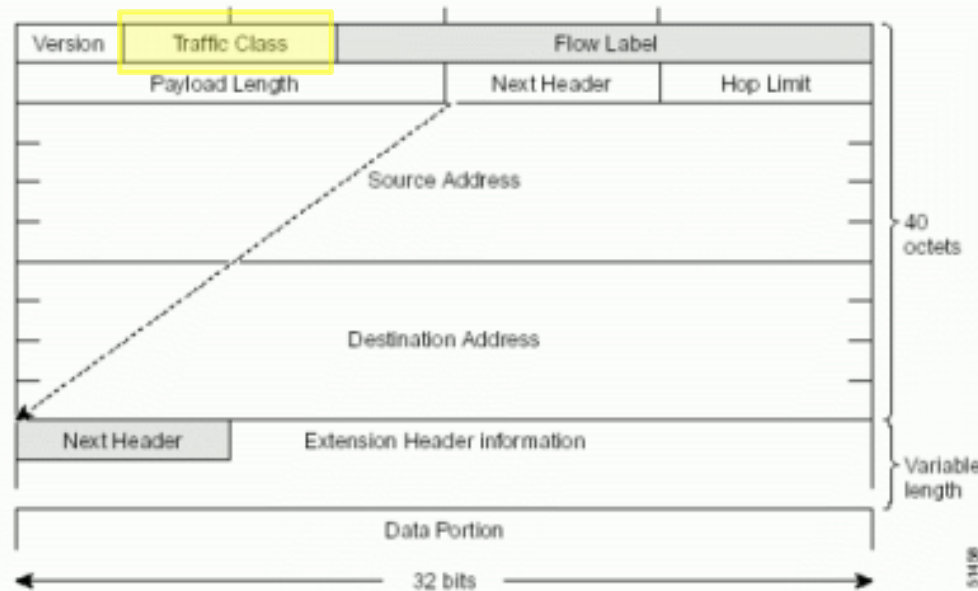 Version Traffic Class Flow Label
Payload Length Next Header Hop Limit
Source Address
40
octets
Destination Address
Next Header Extension Header information
Variable
length
Data Portion
32 bits
51458